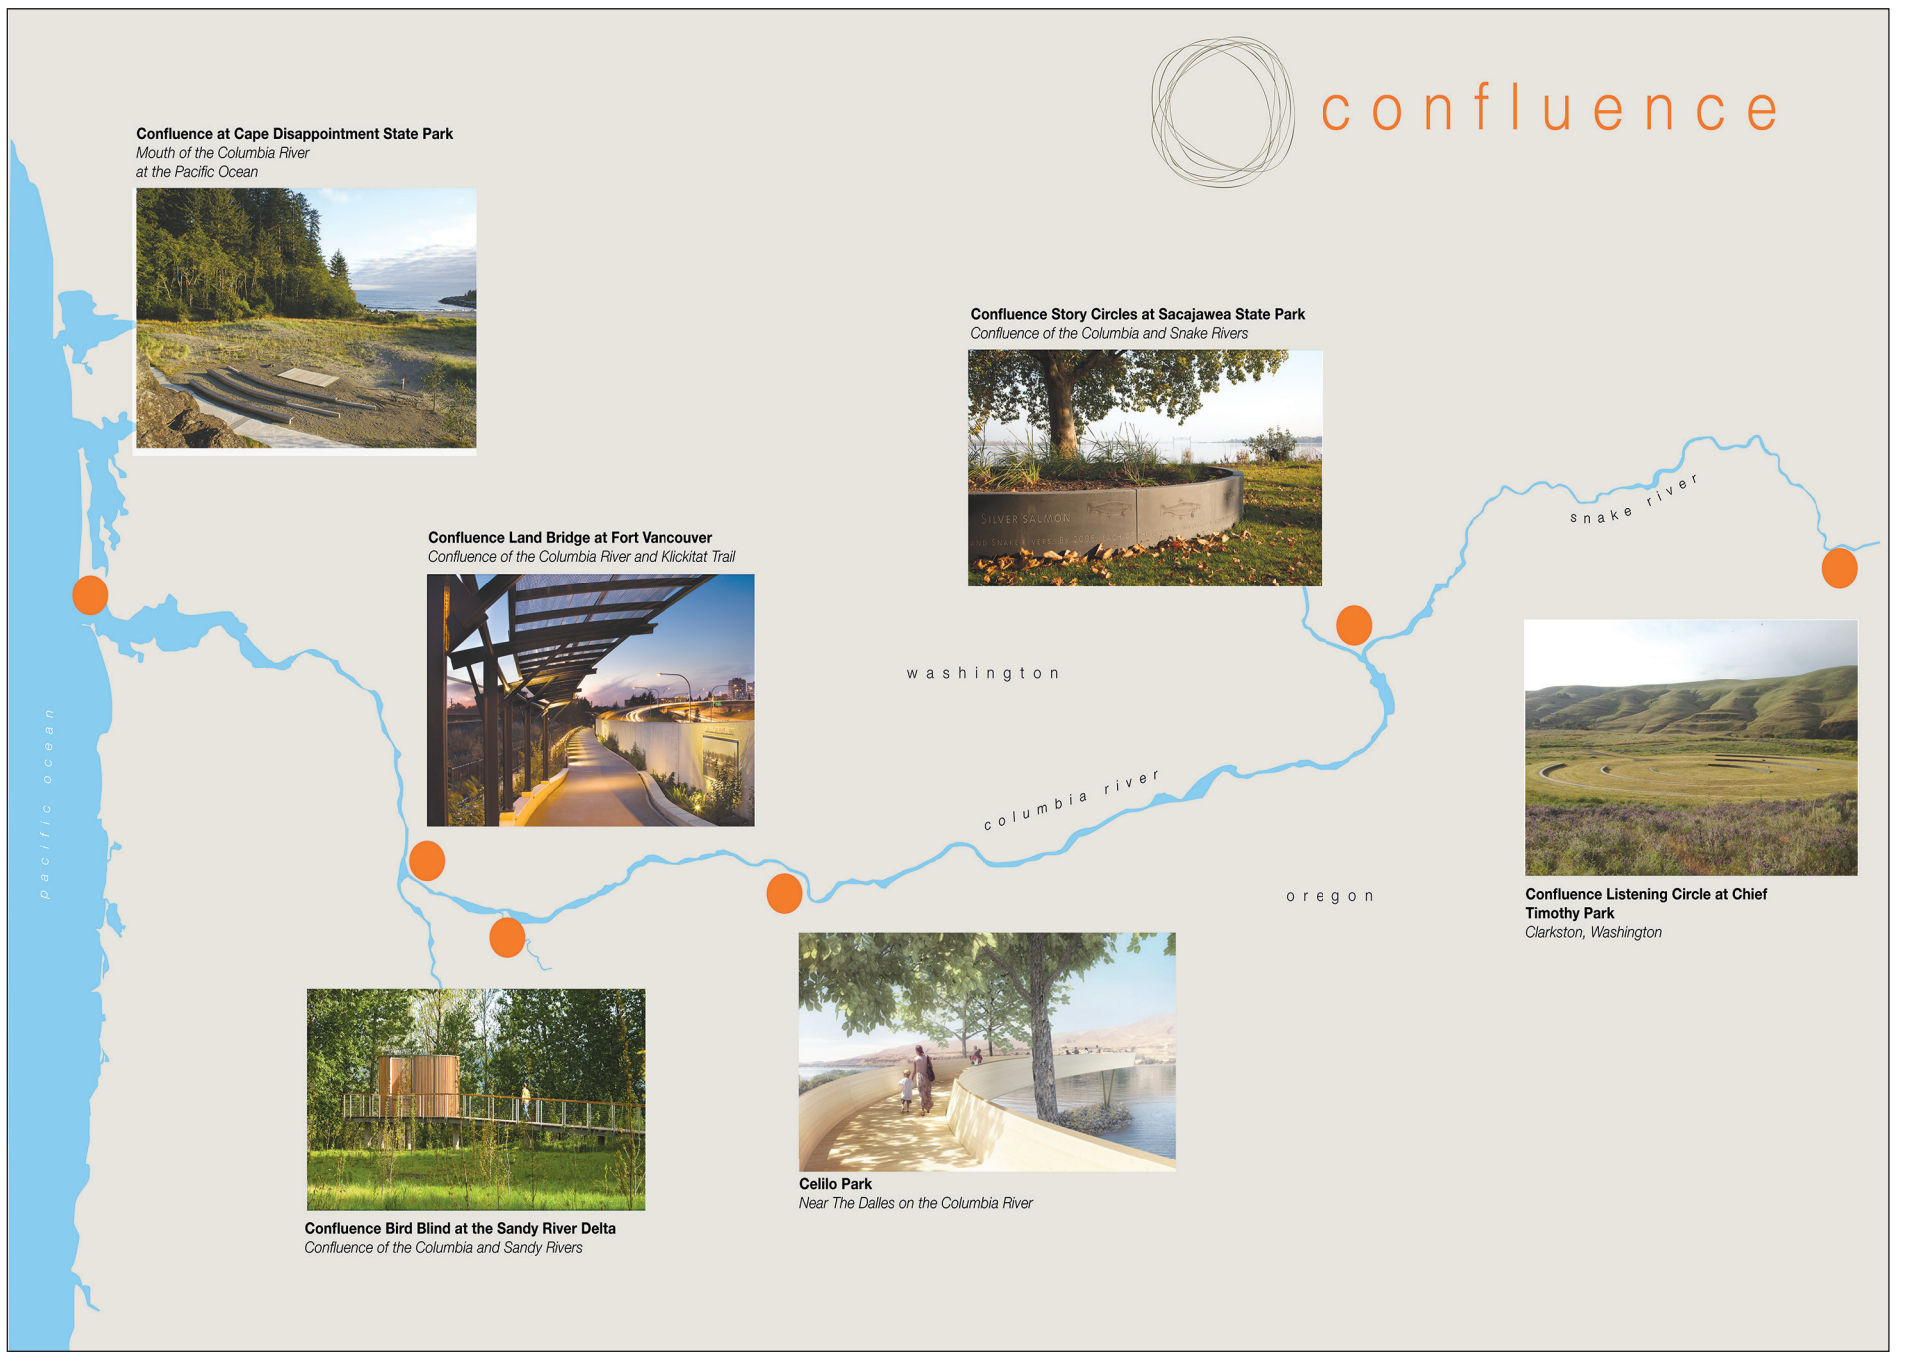 confluence
Confluence at Cape Disappointment State Park
Mouth of the Columbia River
at the Pacific Ocean
Confluence Story Circles at Sacajawea State Park
Confluence of the Columbia and Snake Rivers
SILVER SALMON
snake river
Confluence Land Bridge at Fort Vancouver
Confluence of the Columbia River and Klickitat Trail
washington
columbia river
pacific ocean
oregon
Confluence Listening Circle at Chief
Timothy Park
Clarkston, Washington
Celilo Park
Near The Dalles on the Columbia River
Confluence Bird Blind at the Sandy River Delta
Confluence of the Columbia and Sandy Rivers